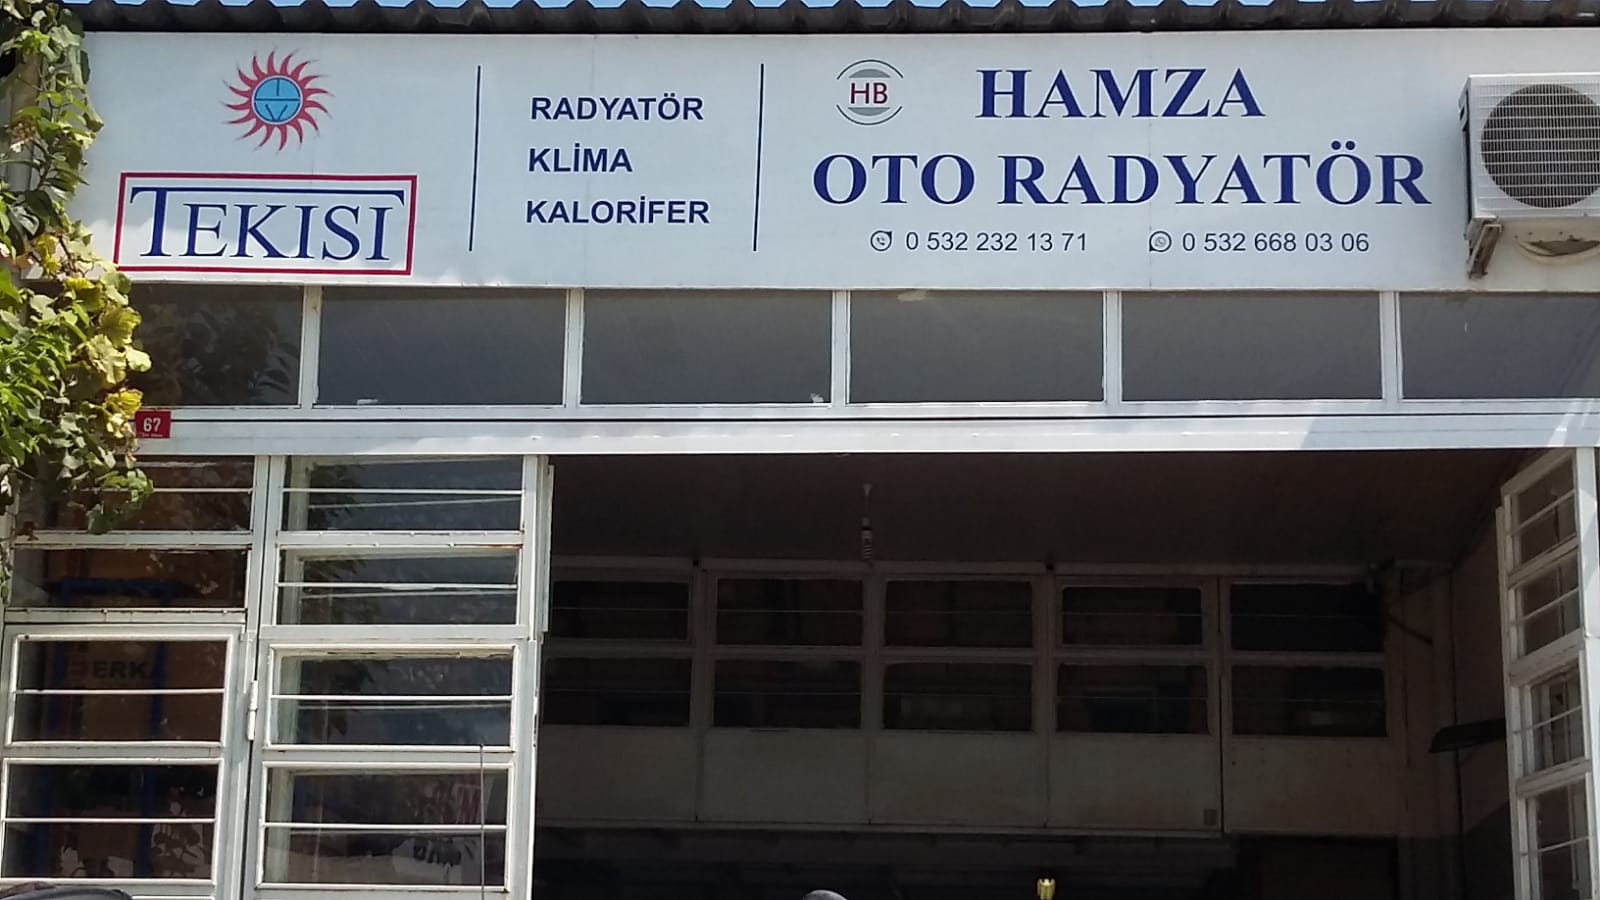 TEKISI
RADYATÖR
KLİMA
KALORİFER
HB
HAMZA
OTO RADYATÖR
0 532 232 13 71
0 532 668 03 06
67